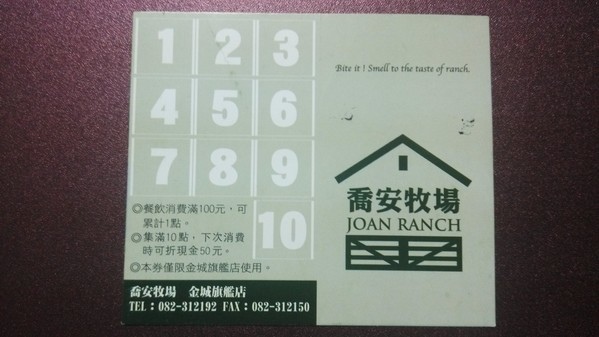 1 2 3
4 5 6
7 8 9
10
◎餐飲消費滿100元，可
累計1點。
◎集滿10點，下次消費
時可折現金50元。
◎本券僅限金城旗艦店使用。
喬安牧場 金城旗艦店
TEL：082-312192 FAX：082-312150
Bite it！Smell to the taste of ranch.
喬安牧場
JOAN RANCH